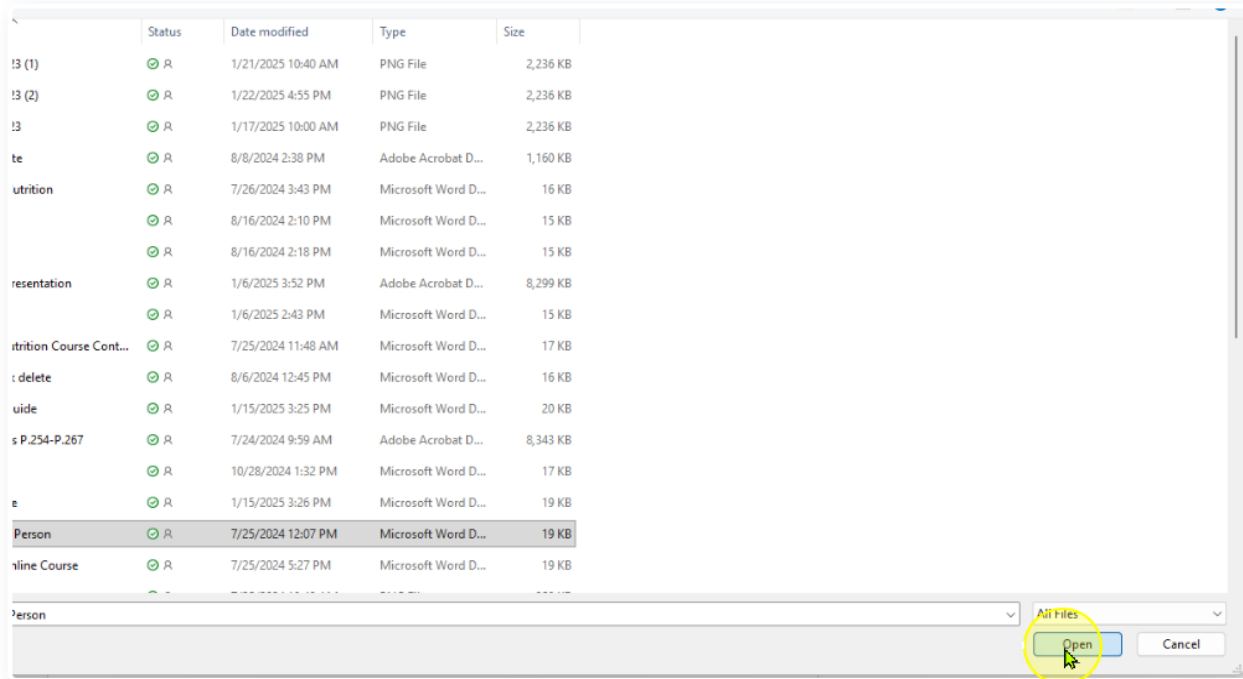 Status Date modified Type Size
23 (1) 1/21/2025 10:40 AM PNG File 2,236 KB
23 (2) 1/22/2025 4:55 PM PNG File 2,236 KB
23 1/17/2025 10:00 AM PNG File 2,236 KB
te 8/8/2024 2:38 PM Adobe Acrobat D... 1,160 KB
utrition 7/26/2024 3:43 PM Microsoft Word D... 16 KB
8/16/2024 2:10 PM Microsoft Word D... 15 KB
8/16/2024 2:18 PM Microsoft Word D... 15 KB
resentation 1/6/2025 3:52 PM Adobe Acrobat D... 8,299 KB
1/6/2025 2:43 PM Microsoft Word D... 15 KB
utrition Course Cont... 7/25/2024 11:48 AM Microsoft Word D... 17 KB
delete 8/6/2024 12:45 PM Microsoft Word D... 16 KB
uide 1/15/2025 3:25 PM Microsoft Word D... 20 KB
s P.254-P.267 7/24/2024 9:59 AM Adobe Acrobat D... 8,343 KB
10/28/2024 1:32 PM Microsoft Word D... 17 KB
e 1/15/2025 3:26 PM Microsoft Word D... 19 KB
Person 7/25/2024 12:07 PM Microsoft Word D... 19 KB
nline Course 7/25/2024 5:27 PM Microsoft Word D... 19 KB
Person All Files
Open Cancel